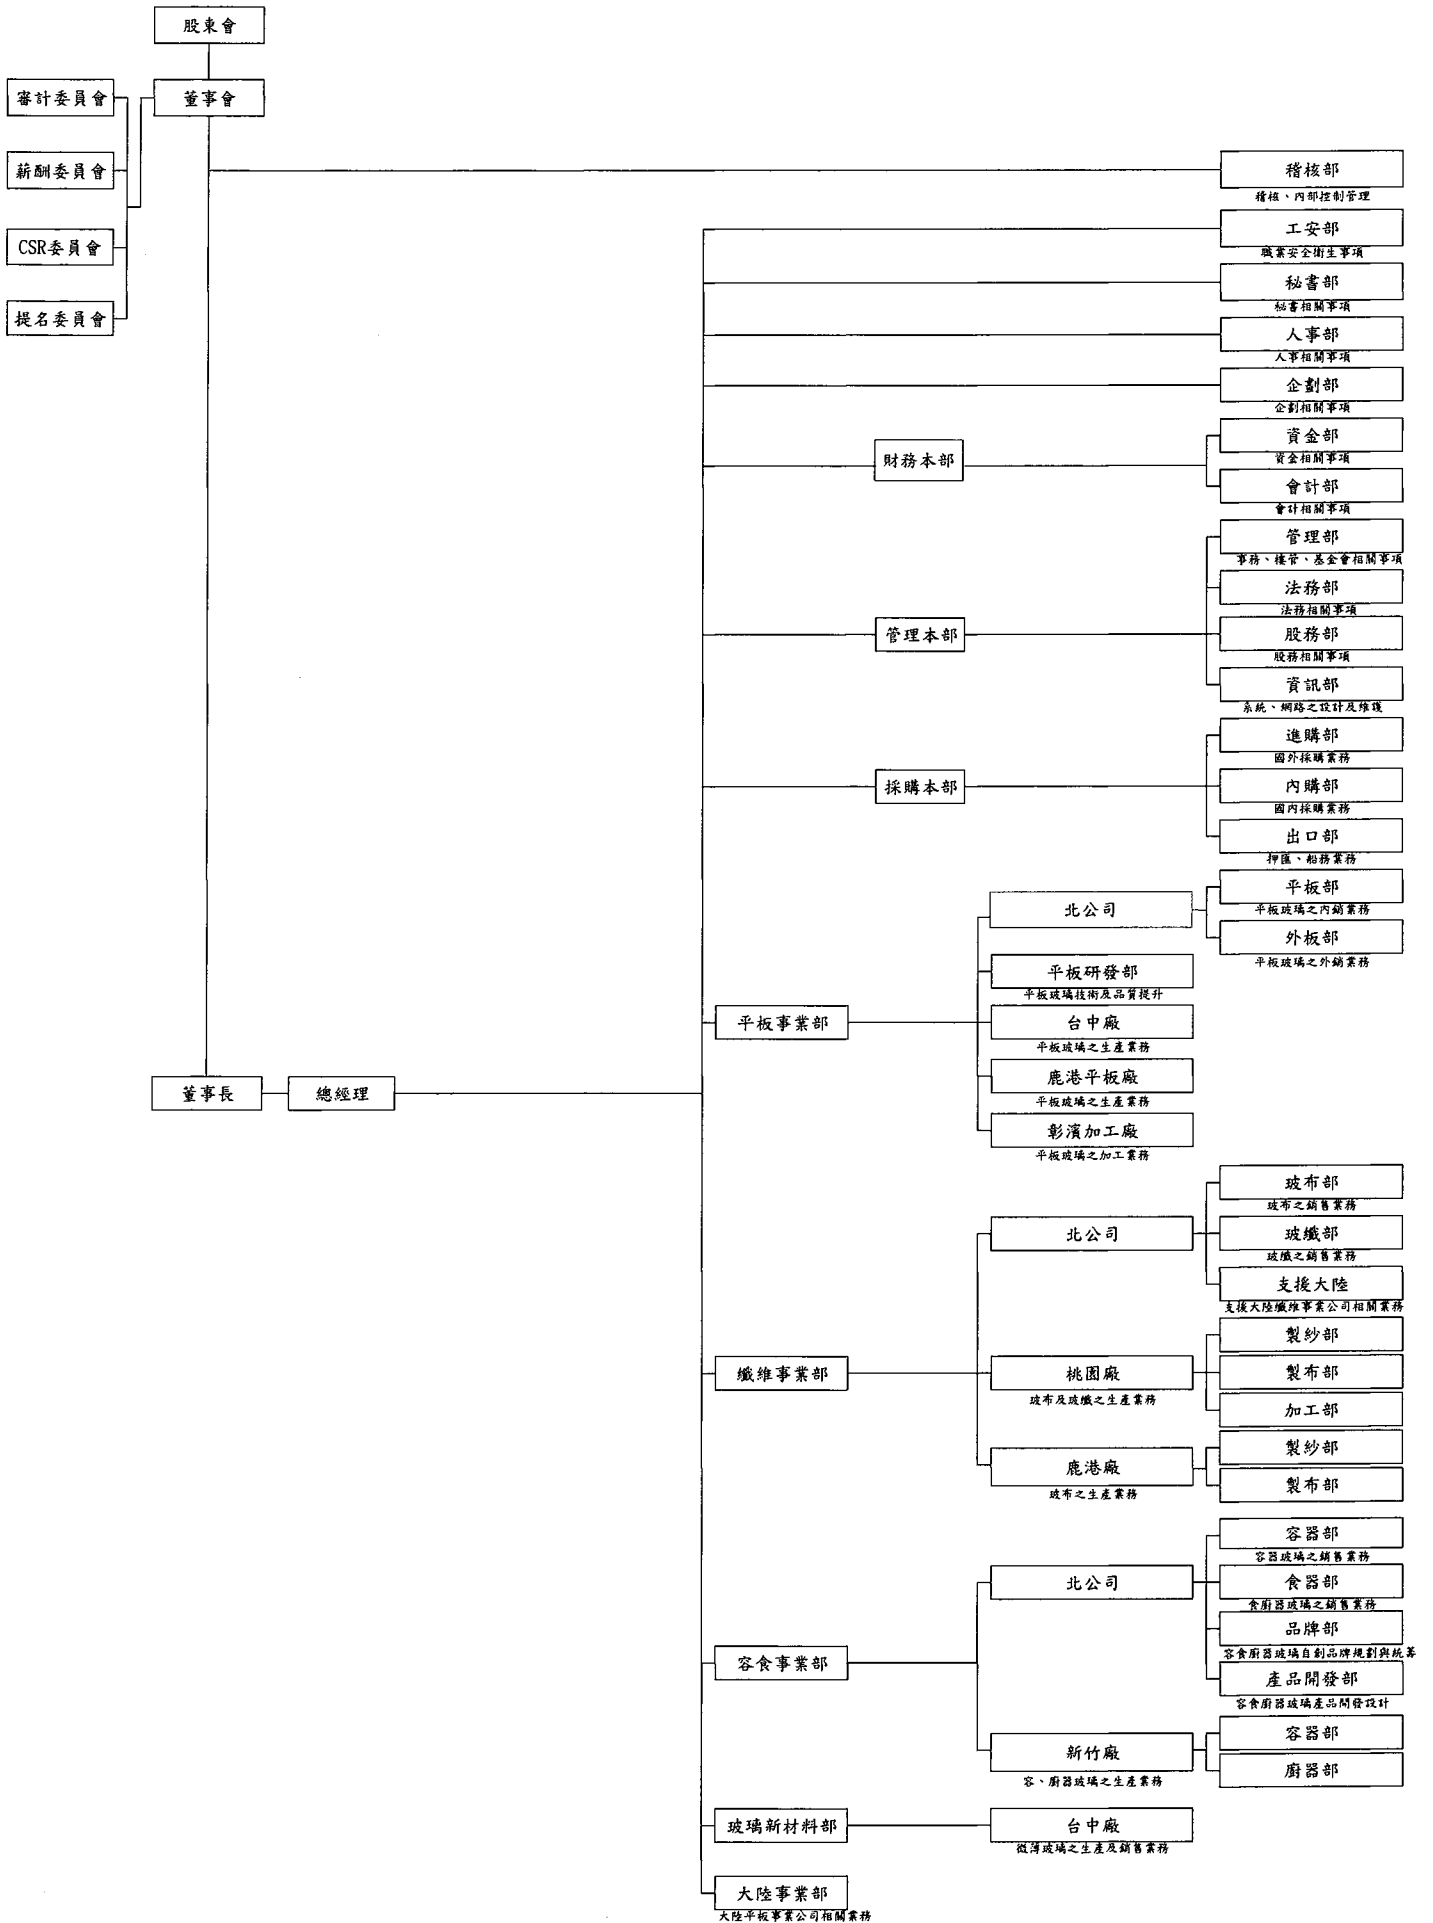 股東會
董事會
審計委員會
薪酬委員會
CSR委員會
提名委員會
稽核部
稽核、內部控制管理
工安部
職業安全衛生事項
秘書部
秘書相關事項
人事部
人事相關事項
企劃部
企劃相關事項
財務本部
資金部
資金相關事項
會計部
會計相關事項
管理本部
管理部
事務、樓管、基金會相關事項
法務部
法務相關事項
股務部
股務相關事項
資訊部
系統、網路之設計及維護
採購本部
進購部
國外採購業務
內購部
國內採購業務
出口部
押匯、船務業務
董事長
總經理
平板事業部
北公司
平板部
平板玻璃之內銷業務
外板部
平板玻璃之外銷業務
平板研發部
平板玻璃技術及品質提升
台中廠
平板玻璃之生產業務
鹿港平板廠
平板玻璃之生產業務
彰濱加工廠
平板玻璃之加工業務
纖維事業部
北公司
玻布部
玻布之銷售業務
玻纖部
玻纖之銷售業務
支援大陸
支援大陸纖維事業公司相關業務
桃園廠
玻布及玻纖之生產業務
製紗部
製布部
加工部
鹿港廠
玻布之生產業務
製紗部
製布部
容食事業部
北公司
容器部
容器玻璃之銷售業務
食器部
食廚器玻璃之銷售業務
品牌部
容食廚器玻璃自創品牌規劃與統籌
產品開發部
容食廚器玻璃產品開發設計
新竹廠
容、廚器玻璃之生產業務
容器部
廚器部
玻璃新材料部
台中廠
微薄玻璃之生產及銷售業務
大陸事業部
大陸平板事業公司相關業務